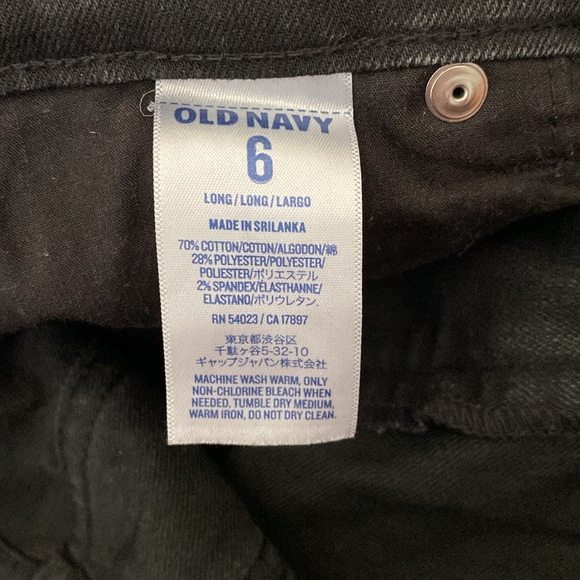 OLD NAVY
6
LONG/LONG/LARGO
MADE IN SRILANKA
70% COTTON/COTON/ALGODON/綿
28% POLYESTER/POLYESTER/
POLIESTER/ポリエステル
2% SPANDEX/ÉLASTHANNE/
ELASTANO/ポリウレタン.
RN 54023 / CA 17897
東京都渋谷区
千駄ヶ谷5-32-10
ギャップジャパン株式会社
MACHINE WASH WARM, ONLY
NON-CHLORINE BLEACH WHEN
NEEDED, TUMBLE DRY MEDIUM,
WARM IRON, DO NOT DRY CLEAN.